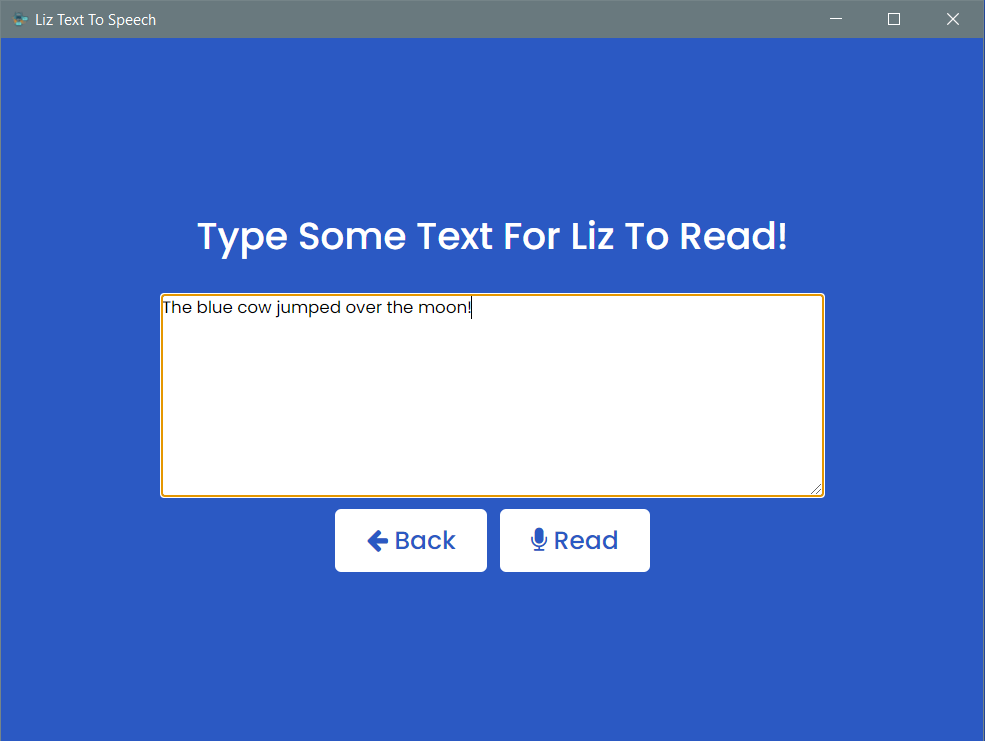 Liz Text To Speech
Type Some Text For Liz To Read!
The blue cow jumped over the moon!
Back
Read